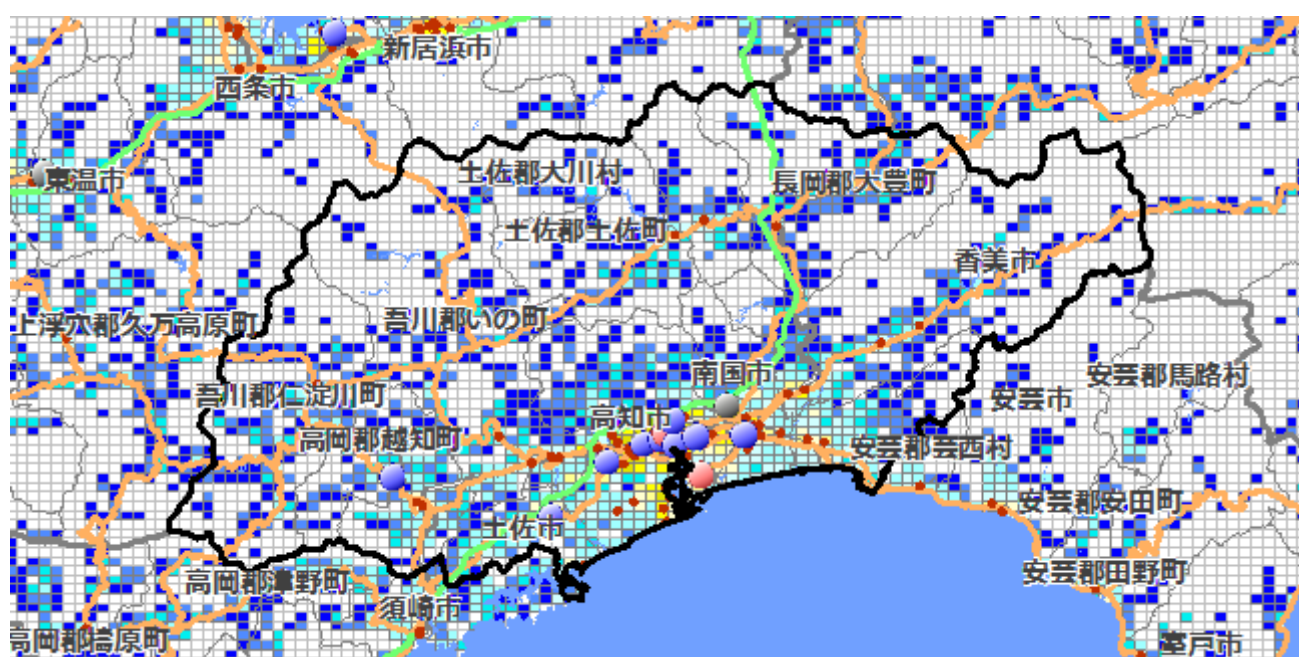 新居浜市
西条市
東温市
土佐郡大川村
長岡郡大豊町
土佐郡土佐町
香美市
上浮穴郡久万高原町
吾川郡いの町
南国市
安芸郡馬路村
吾川郡仁淀川町
安芸市
高知市
高岡郡越知町
安芸郡芸西村
安芸郡安田町
土佐市
安芸郡田野町
高岡郡津野町
須崎市
高岡郡檮原町
室戸市